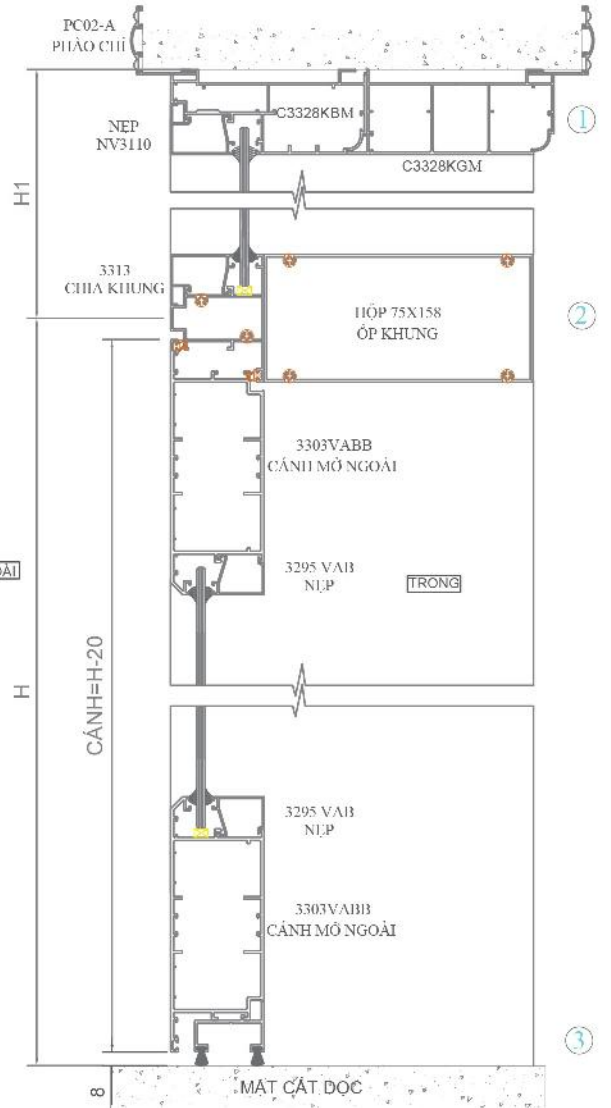 PC02-A
PHÀO CHỈ
C3328KBM
①
NẸP
NV3110
C3328KGM
H1
3313
CHIA KHUNG
HỘP 75X158
ỐP KHUNG
②
3303VABB
CÁNH MỞ NGOÀI
3295 VAB
NẸP
TRONG
CÁNH=H-20
H
3295 VAB
NẸP
3303VABB
CÁNH MỞ NGOÀI
③
8
MẶT CẮT DỌC